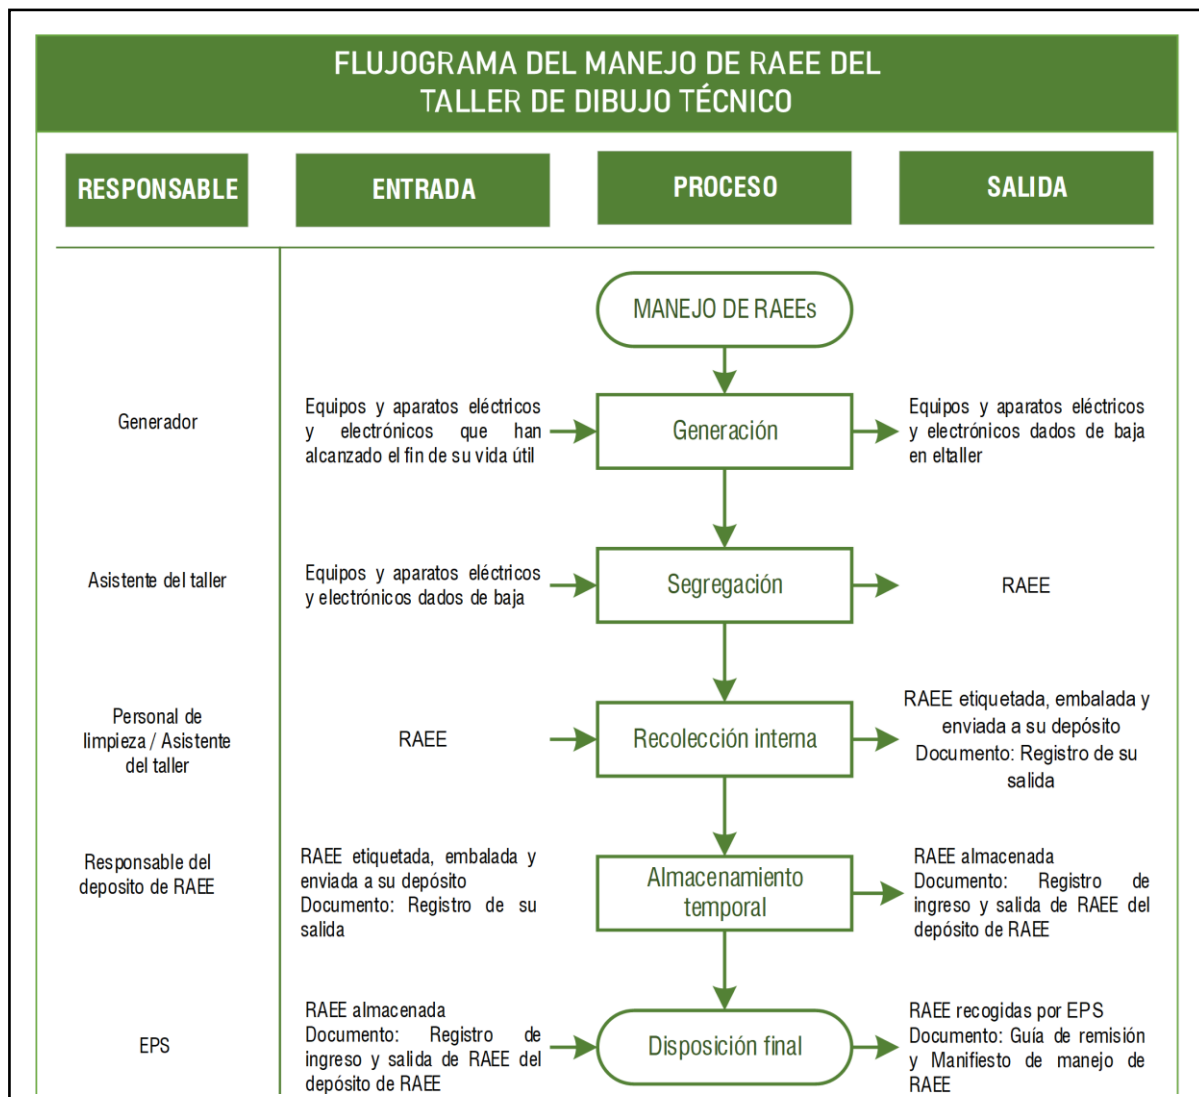 FLUJOGRAMA DEL MANEJO DE RAEE DEL
TALLER DE DIBUJO TÉCNICO
RESPONSABLE
ENTRADA
PROCESO
SALIDA
MANEJO DE RAEEs
Generador
Equipos y aparatos eléctricos
y electrónicos que han
alcanzado el fin de su vida útil
Generación
Equipos y aparatos eléctricos
y electrónicos dados de baja
en eltaller
Asistente del taller
Equipos y aparatos eléctricos
y electrónicos dados de baja
Segregación
RAEE
Personal de
limpieza / Asistente
del taller
RAEE
Recolección interna
RAEE etiquetada, embalada y
enviada a su depósito
Documento: Registro de su
salida
Responsable del
deposito de RAEE
RAEE etiquetada, embalada y
enviada a su depósito
Documento: Registro de su
salida
Almacenamiento
temporal
RAEE almacenada
Documento: Registro de
ingreso y salida de RAEE del
depósito de RAEE
EPS
RAEE almacenada
Documento: Registro de
ingreso y salida de RAEE del
depósito de RAEE
Disposición final
RAEE recogidas por EPS
Documento: Guía de remisión
y Manifiesto de manejo de
RAEE